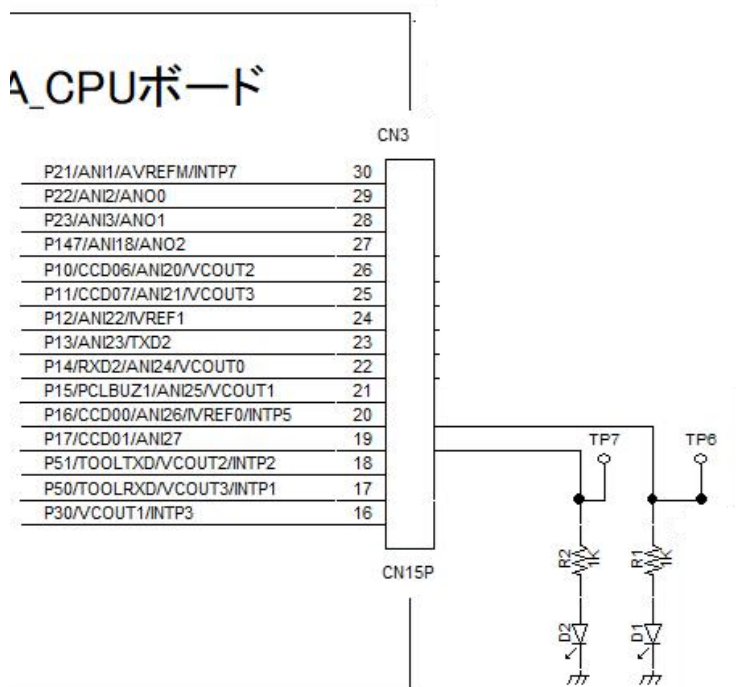 A_CPUボード
CN3
P21/ANI1/AVREFM/INTP7 30
P22/ANI2/ANO0 29
P23/ANI3/ANO1 28
P147/ANI18/ANO2 27
P10/CCD06/ANI20/VCOUT2 26
P11/CCD07/ANI21/VCOUT3 25
P12/ANI22/IVREF1 24
P13/ANI23/TXD2 23
P14/RXD2/ANI24/VCOUT0 22
P15/PCLBUZ1/ANI25/VCOUT1 21
P16/CCD00/ANI26/IVREF0/INTP5 20
P17/CCD01/ANI27 19
P51/TOOLTXD/VCOUT2/INTP2 18
P50/TOOLRXD/VCOUT3/INTP1 17
P30/VCOUT1/INTP3 16
CN15P
TP7 TP6
R2 1K R1 1K
D2 D1